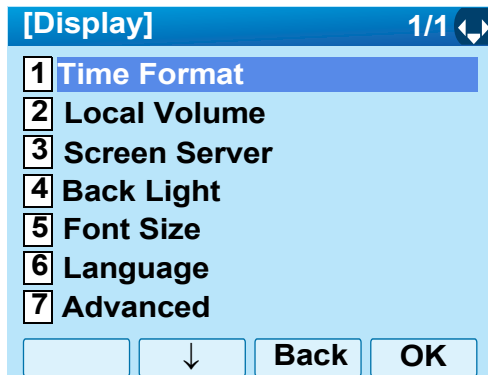 [Display] 1/1
1 Time Format
2 Local Volume
3 Screen Server
4 Back Light
5 Font Size
6 Language
7 Advanced
↓ Back OK